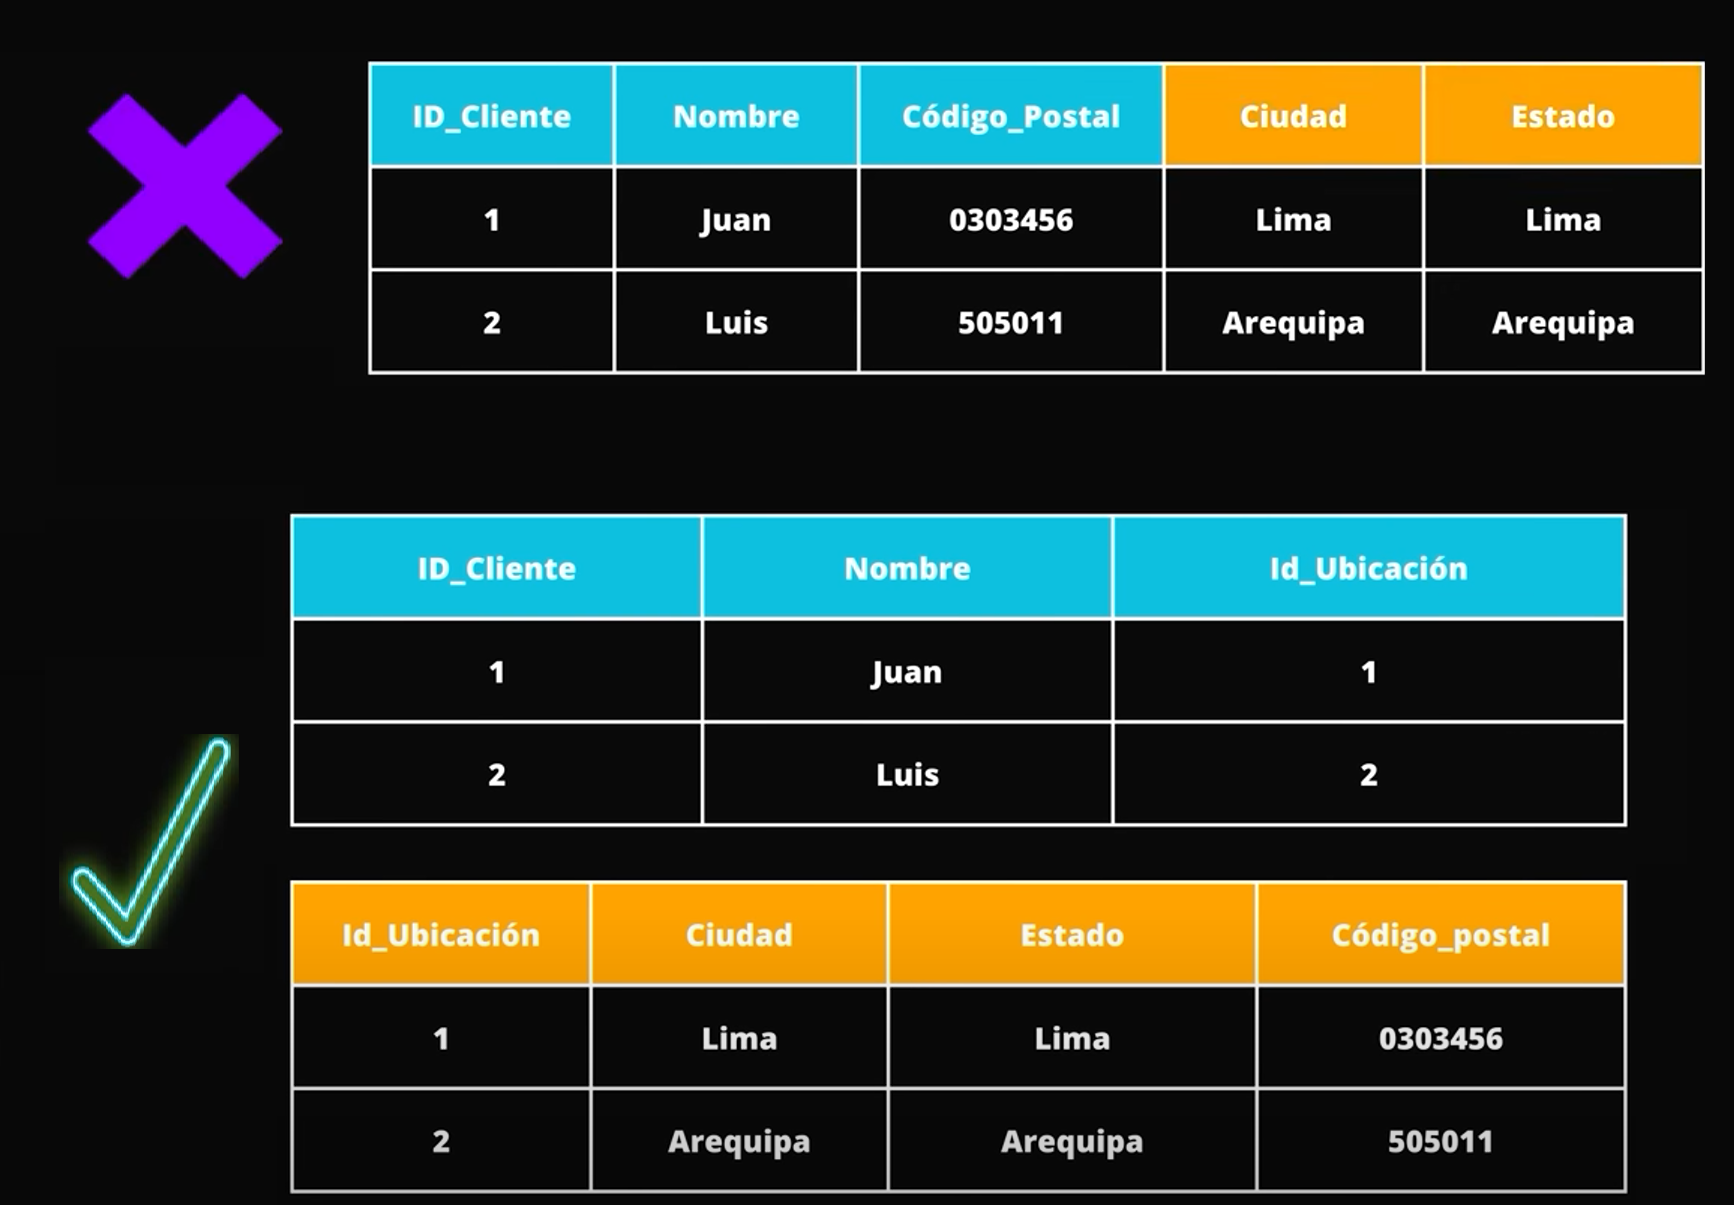 ID_Cliente Nombre Código_Postal Ciudad Estado
1 Juan 0303456 Lima Lima
2 Luis 505011 Arequipa Arequipa
ID_Cliente Nombre Id_Ubicación
1 Juan 1
2 Luis 2
Id_Ubicación Ciudad Estado Código_postal
1 Lima Lima 0303456
2 Arequipa Arequipa 505011